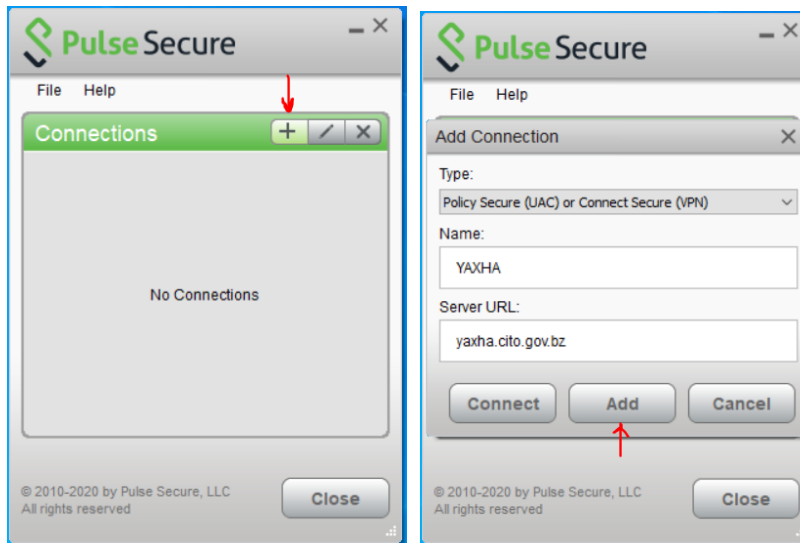 Pulse Secure
File Help
Connections
No Connections
© 2010-2020 by Pulse Secure, LLC
All rights reserved
Close
Pulse Secure
File Help
Add Connection
Type:
Policy Secure (UAC) or Connect Secure (VPN)
Name:
YAXHA
Server URL:
yaxha.cito.gov.bz
Connect Add Cancel
© 2010-2020 by Pulse Secure, LLC
All rights reserved
Close